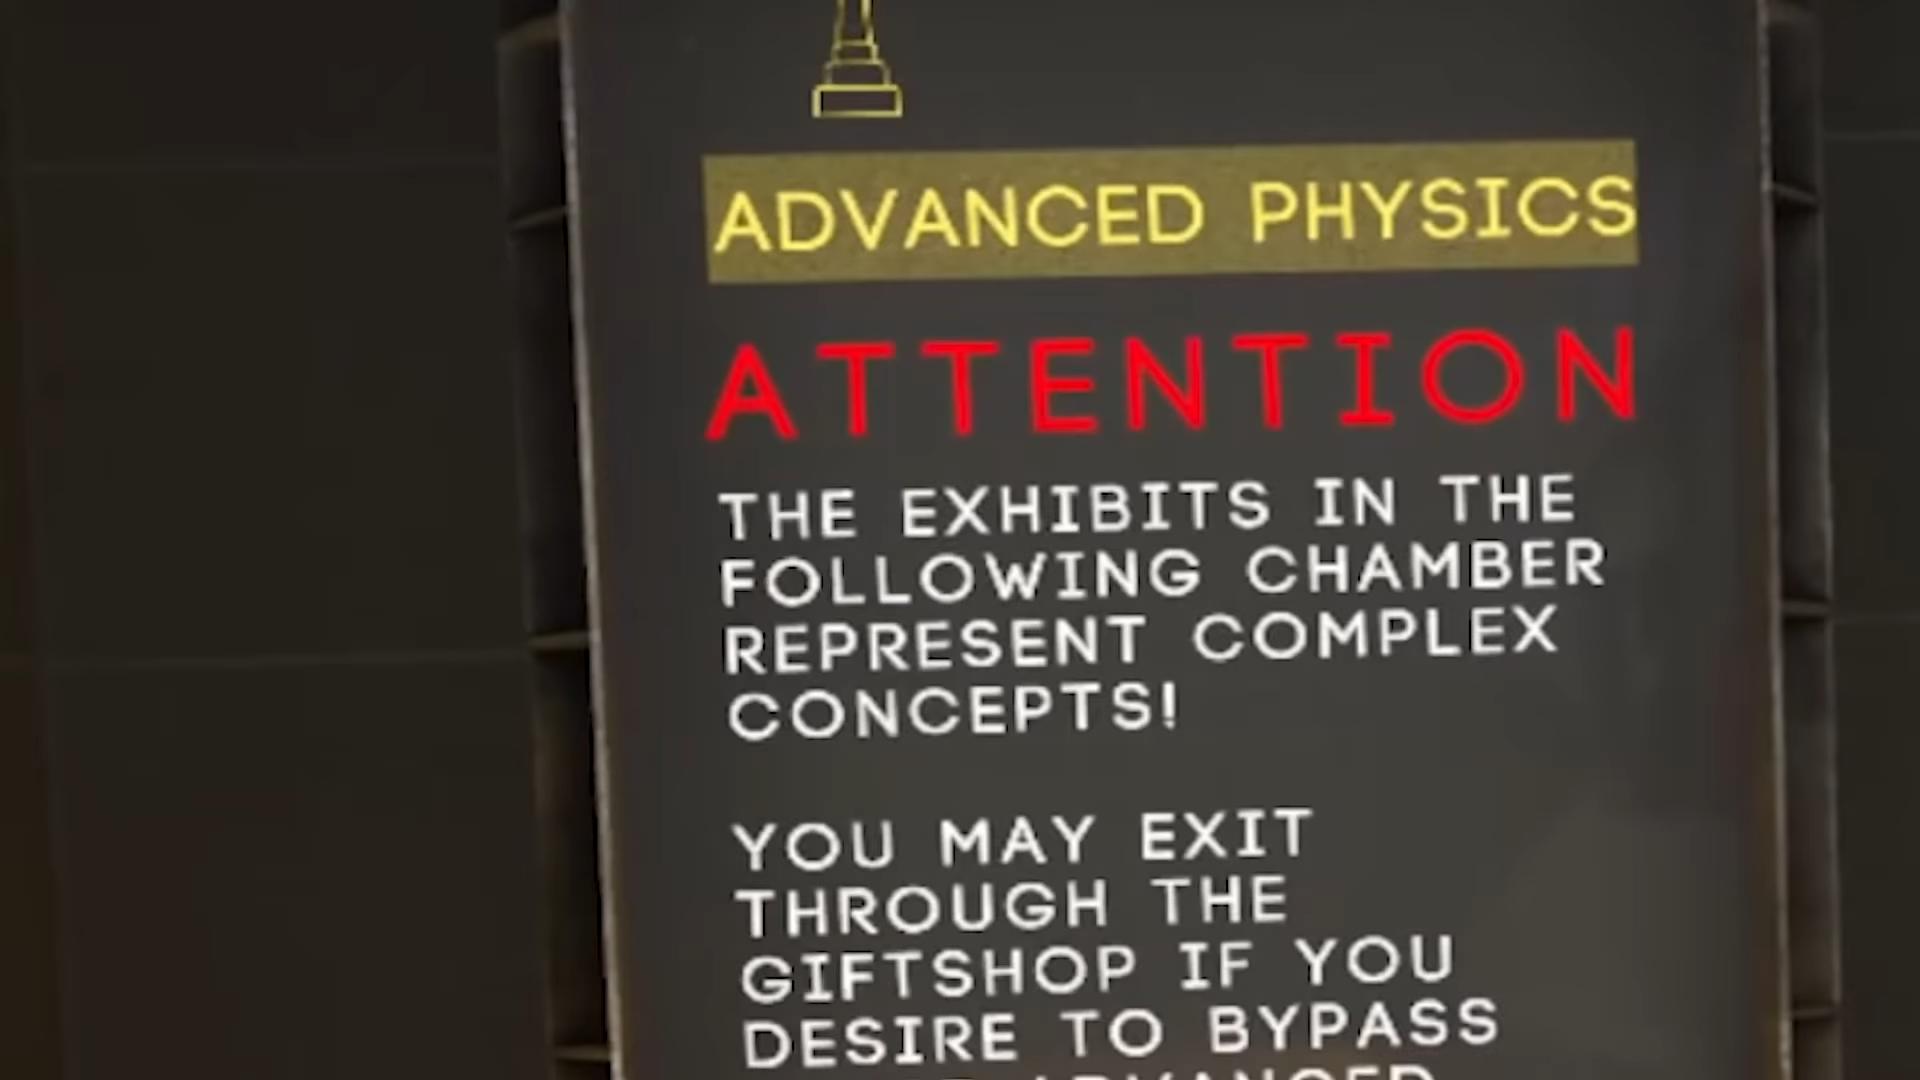 ADVANCED PHYSICS
ATTENTION
THE EXHIBITS IN THE
FOLLOWING CHAMBER
REPRESENT COMPLEX
CONCEPTS!
YOU MAY EXIT
THROUGH THE
GIFTSHOP IF YOU
DESIRE TO BYPASS
ADVANCED